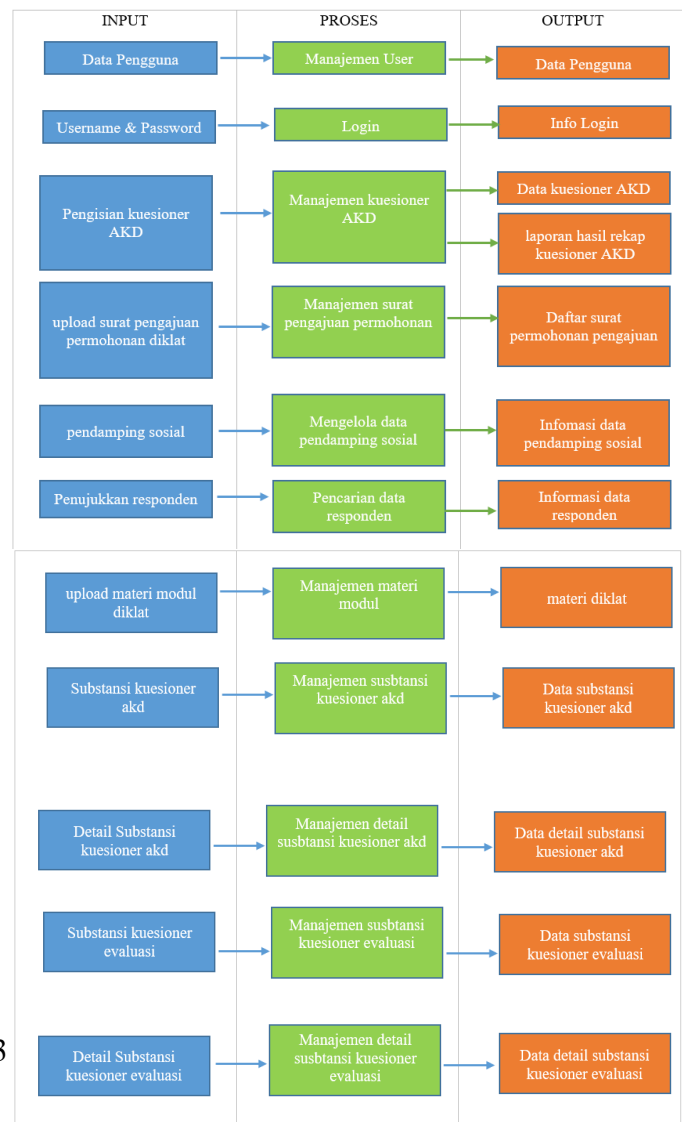 INPUT PROSES OUTPUT
Data Pengguna
Manajemen User
Data Pengguna
Username & Password
Login
Info Login
Pengisian kuesioner
AKD
Manajemen kuesioner
AKD
Data kuesioner AKD
laporan hasil rekap
kuesioner AKD
upload surat pengajuan
permohonan diklat
Manajemen surat
pengajuan permohonan
Daftar surat
permohonan pengajuan
pendamping sosial
Mengelola data
pendamping sosial
Infomasi data
pendamping sosial
Penujukkan responden
Pencarian data
responden
Informasi data
responden
upload materi modul
diklat
Manajemen materi
modul
materi diklat
Substansi kuesioner
akd
Manajemen susbtansi
kuesioner akd
Data substansi
kuesioner akd
Detail Substansi
kuesioner akd
Manajemen detail
susbtansi kuesioner akd
Data detail substansi
kuesioner akd
Substansi kuesioner
evaluasi
Manajemen susbtansi
kuesioner evaluasi
Data substansi
kuesioner evaluasi
3
Detail Substansi
kuesioner evaluasi
Manajemen detail
susbtansi kuesioner
evaluasi
Data detail substansi
kuesioner evaluasi